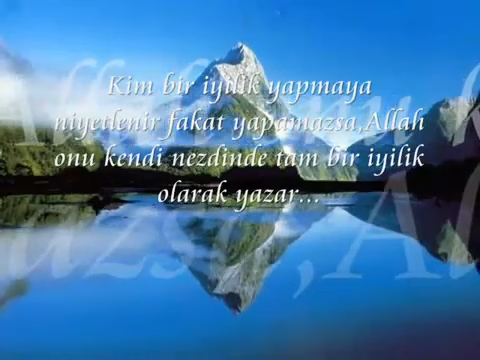 Kim bir iyilik yapmaya
niyetlenir fakat yapamazsa,Allah
onu kendi nezdinde tam bir iyilik
olarak yazar...